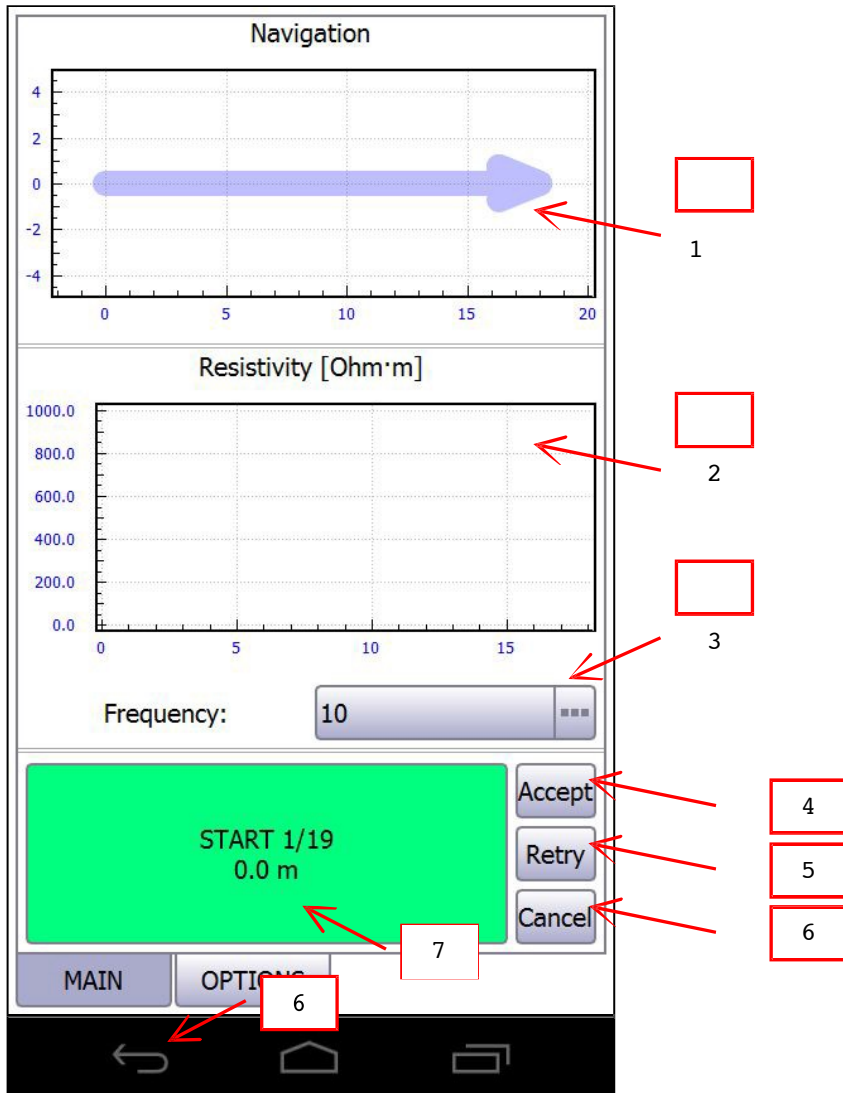 Navigation
4
2
0
-2
-4
0 5 10 15 20
1
Resistivity [Ohm·m]
1000.0
800.0
600.0
400.0
200.0
0.0
0 5 10 15
2
3
Frequency: 10
START 1/19
0.0 m
Accept
Retry
Cancel
4
5
6
7
MAIN OPTIONS
6